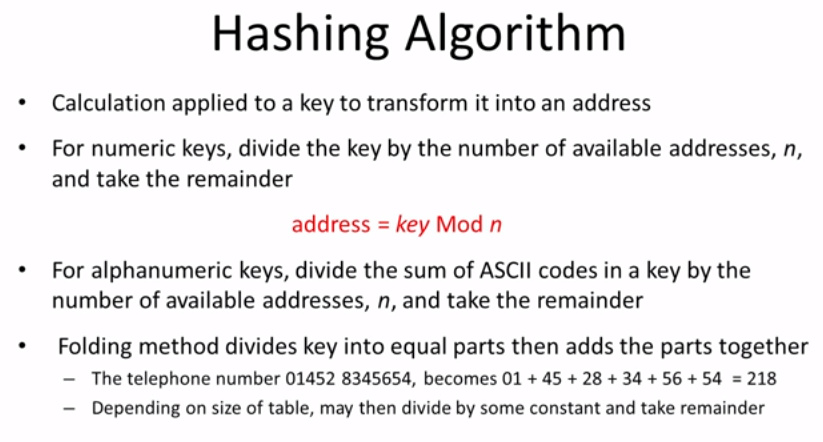 Hashing Algorithm
• Calculation applied to a key to transform it into an address
• For numeric keys, divide the key by the number of available addresses, n,
and take the remainder
address = key Mod n
• For alphanumeric keys, divide the sum of ASCII codes in a key by the
number of available addresses, n, and take the remainder
• Folding method divides key into equal parts then adds the parts together
– The telephone number 01452 8345654, becomes 01 + 45 + 28 + 34 + 56 + 54 = 218
– Depending on size of table, may then divide by some constant and take remainder